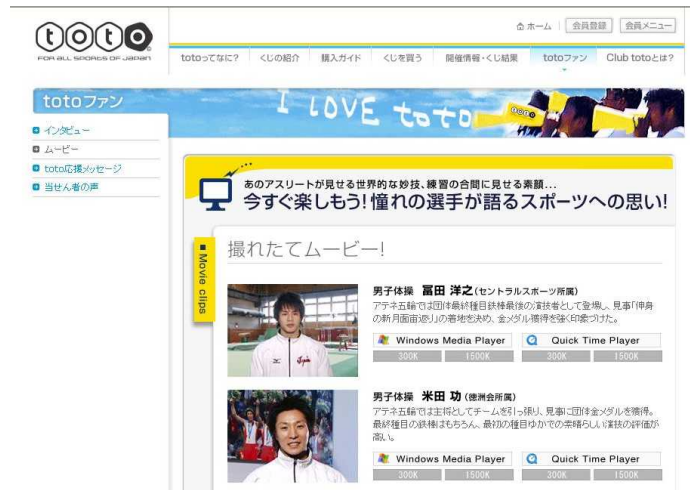 ホーム 会員登録 会員メニュー
toto
FOR ALL SPORTS OF JAPAN
totoってなに? くじの紹介 購入ガイド くじを買う 開催情報・くじ結果 totoファン Club totoとは?
totoファン
I LOVE toto
インタビュー
ムービー
toto応援メッセージ
当せん者の声
あのアスリートが見せる世界的な妙技、練習の合間に見せる素顔...
今すぐ楽しもう!憧れの選手が語るスポーツへの思い!
Movie clips
撮れたてムービー!
男子体操 冨田 洋之(セントラルスポーツ所属)
アテネ五輪では団体最終種目鉄棒最後の演技者として登場し、見事「伸身
の新月面宙返り」の着地を決め、金メダル獲得を強く印象づけた。
Windows Media Player Quick Time Player
300K 1500K 300K 1500K
男子体操 米田 功(徳洲会所属)
アテネ五輪では主将としてチームを引っ張り、見事に団体金メダルを獲得。
最終種目の鉄棒はもちろん、最初の種目ゆかでの素晴らしい演技の評価が
高い。
Windows Media Player Quick Time Player
300K 1500K 300K 1500K